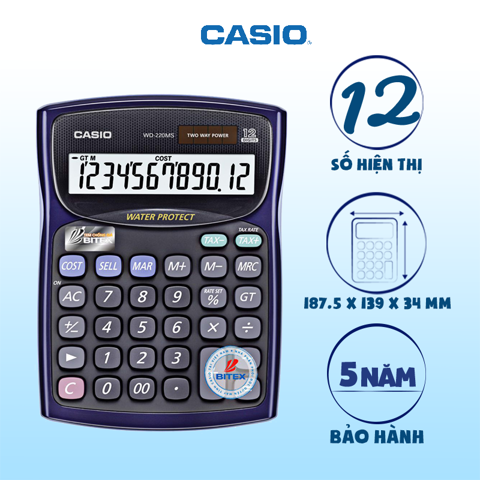 CASIO
CASIO
WD-220MS
TWO WAY POWER
12
DIGITS
GT M
COST
1234567890.12
WATER PROTECT
BITEX
TAX RATE
TAX−
TAX+
COST
SELL
MAR
M+
M−
MRC
ON
AC
7
8
9
RATE SET
%
GT
+/−
4
5
6
×
÷
▶
1
2
3
C
0
00
·
BITEX
12
SỐ HIỆN THỊ
187.5 X 139 X 34 MM
5 NĂM
BẢO HÀNH